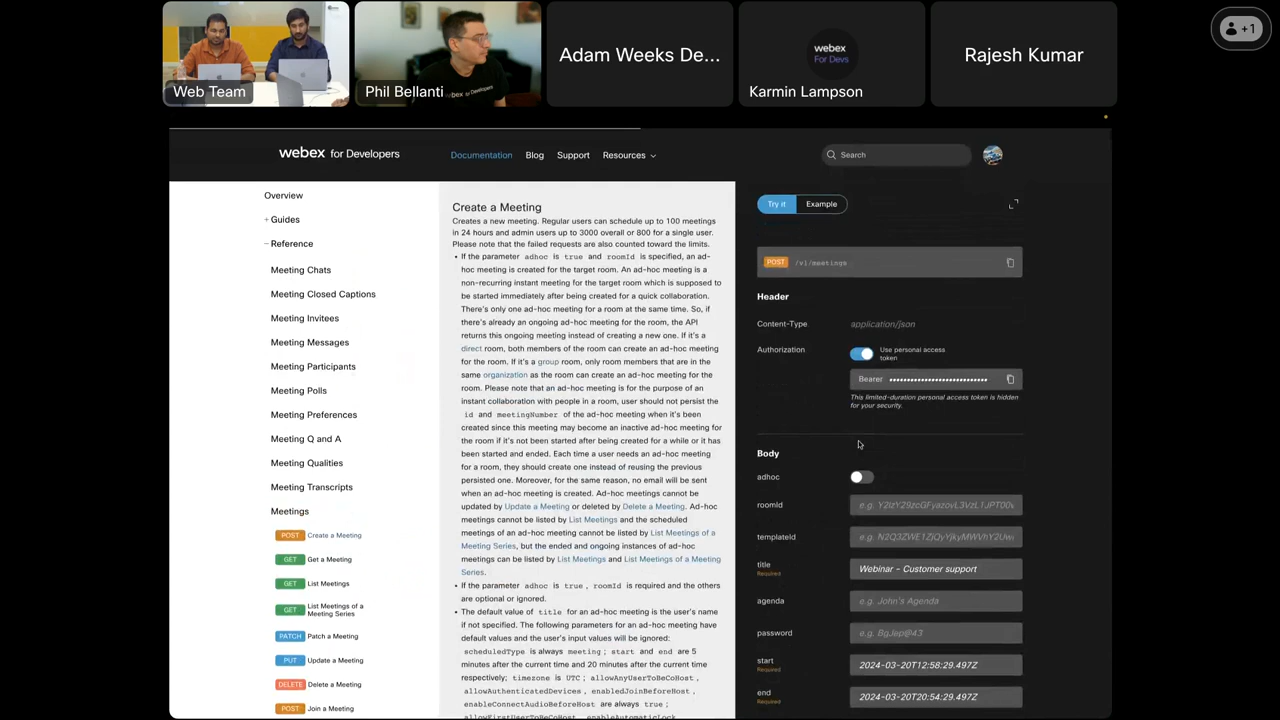 Web Team
Phil Bellanti
Adam Weeks De...
webex
For Devs
Karmin Lampson
Rajesh Kumar
+1
webex for Developers
Documentation
Blog
Support
Resources
Search
Overview
+ Guides
– Reference
Meeting Chats
Meeting Closed Captions
Meeting Invitees
Meeting Messages
Meeting Participants
Meeting Polls
Meeting Preferences
Meeting Q and A
Meeting Qualities
Meeting Transcripts
Meetings
POST Create a Meeting
GET Get a Meeting
GET List Meetings
GET List Meetings of a
Meeting Series
PATCH Patch a Meeting
PUT Update a Meeting
DELETE Delete a Meeting
POST Join a Meeting
Create a Meeting
Creates a new meeting. Regular users can schedule up to 100 meetings
in 24 hours and admin users up to 3000 overall or 800 for a single user.
Please note that the failed requests are also counted toward the limits.
• If the parameter adhoc is true and roomId is specified, an ad-
hoc meeting is created for the target room. An ad-hoc meeting is a
non-recurring instant meeting for the target room which is supposed to
be started immediately after being created for a quick collaboration.
There's only one ad-hoc meeting for a room at the same time. So, if
there's already an ongoing ad-hoc meeting for the room, the API
returns this ongoing meeting instead of creating a new one. If it's a
direct room, both members of the room can create an ad-hoc meeting
for the room. If it's a group room, only room members that are in the
same organization as the room can create an ad-hoc meeting for the
room. Please note that an ad-hoc meeting is for the purpose of an
instant collaboration with people in a room, user should not persist the
id and meetingNumber of the ad-hoc meeting when it's been
created since this meeting may become an inactive ad-hoc meeting for
the room if it's not been started after being created for a while or it has
been started and ended. Each time a user needs an ad-hoc meeting
for a room, they should create one instead of reusing the previous
persisted one. Moreover, for the same reason, no email will be sent
when an ad-hoc meeting is created. Ad-hoc meetings cannot be
updated by Update a Meeting or deleted by Delete a Meeting. Ad-hoc
meetings cannot be listed by List Meetings and the scheduled
meetings of an ad-hoc meeting cannot be listed by List Meetings of a
Meeting Series, but the ended and ongoing instances of ad-hoc
meetings can be listed by List Meetings and List Meetings of a Meeting
Series.
• If the parameter adhoc is true, roomId is required and the others
are optional or ignored.
• The default value of title for an ad-hoc meeting is the user's name
if not specified. The following parameters for an ad-hoc meeting have
default values and the user's input values will be ignored:
scheduledType is always meeting; start and end are 5
minutes after the current time and 20 minutes after the current time
respectively; timezone is UTC; allowAnyUserToBeCoHost,
allowAuthenticatedDevices, enabledJoinBeforeHost,
enableConnectAudioBeforeHost are always true;
allowFirstUserToBeCoHost, enableAutomaticLock,
Try it
Example
POST /v1/meetings
Header
Content-Type application/json
Authorization
Use personal access
token
Bearer ••••••••••••••••••••••••••••
This limited-duration personal access token is hidden
for your security.
Body
adhoc
roomId
templateId
title
Required
Webinar - Customer support
agenda
e.g. John's Agenda
password
e.g. BgJep@43
start
Required
2024-03-20T12:58:29.497Z
end
Required
2024-03-20T20:54:29.497Z